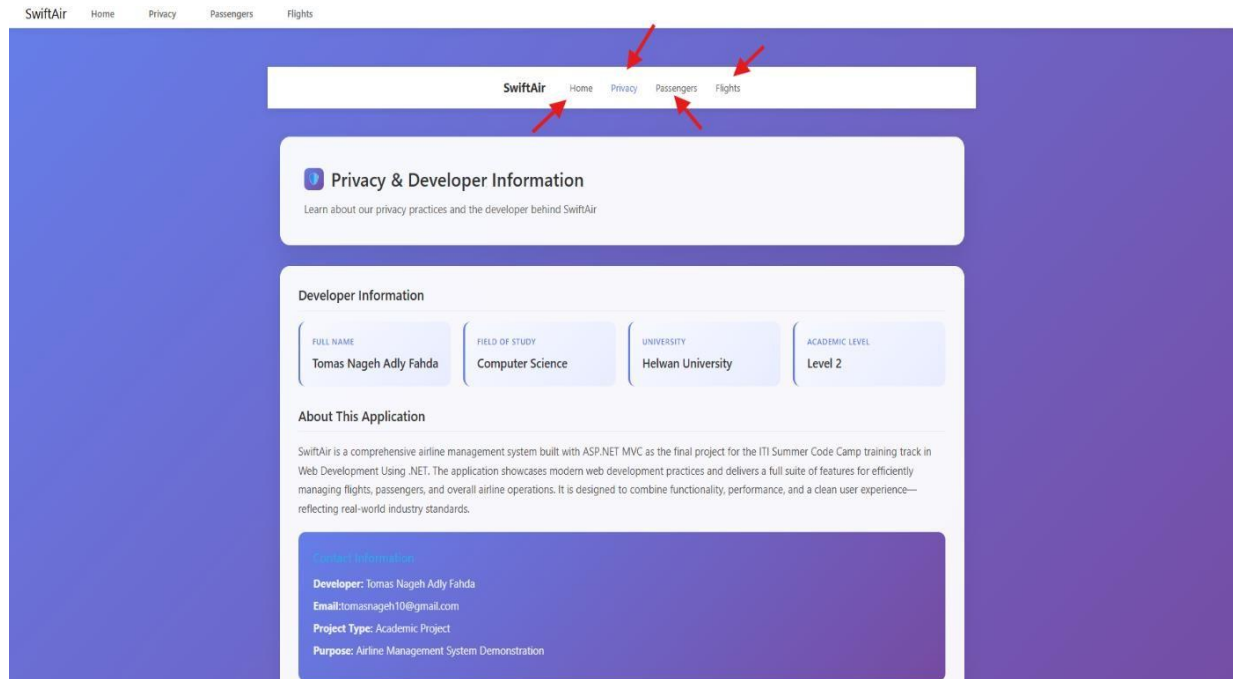 SwiftAir Home Privacy Passengers Flights
SwiftAir Home Privacy Passengers Flights
Privacy & Developer Information
Learn about our privacy practices and the developer behind SwiftAir
Developer Information
FULL NAME
Tomas Nageh Adly Fahda
FIELD OF STUDY
Computer Science
UNIVERSITY
Helwan University
ACADEMIC LEVEL
Level 2
About This Application
SwiftAir is a comprehensive airline management system built with ASP.NET MVC as the final project for the ITI Summer Code Camp training track in
Web Development Using .NET. The application showcases modern web development practices and delivers a full suite of features for efficiently
managing flights, passengers, and overall airline operations. It is designed to combine functionality, performance, and a clean user experience—
reflecting real-world industry standards.
Contact Information
Developer: Tomas Nageh Adly Fahda
Email:tomasnageh10@gmail.com
Project Type: Academic Project
Purpose: Airline Management System Demonstration